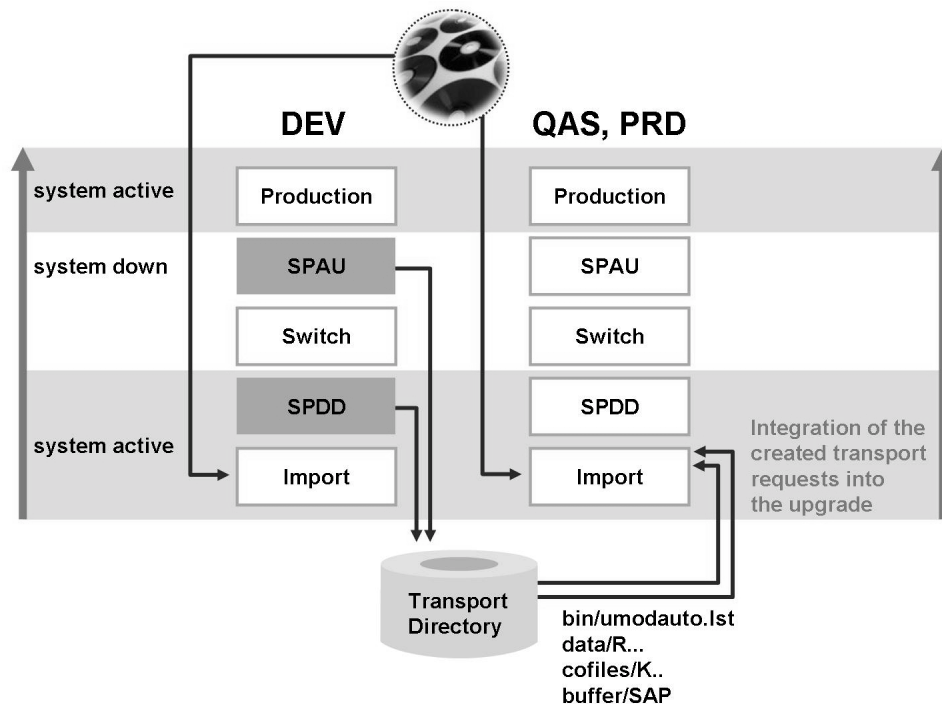 DEV
QAS, PRD
system active
Production
Production
system down
SPAU
SPAU
Switch
Switch
SPDD
SPDD
system active
Import
Import
Integration of the
created transport
requests into
the upgrade
Transport
Directory
bin/umodauto.lst
data/R...
cofiles/K..
buffer/SAP